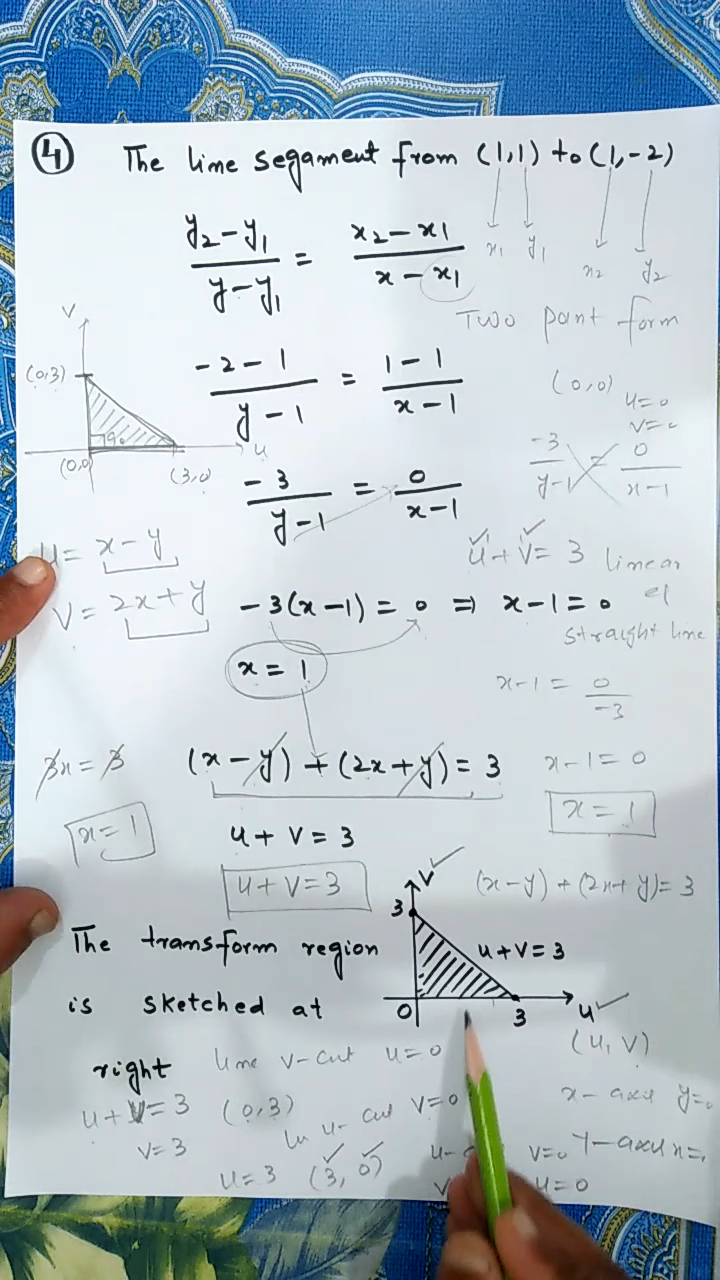 ④ The line segament from (1,1) to (1,-2)
x₁ y₁ x₂ y₂
(y₂-y₁)/(y-y₁) = (x₂-x₁)/(x-x₁)
Two point form
V
(0,3)
90
(0,0)
(3,0)
u
(-2-1)/(y-1) = (1-1)/(x-1)
(0,0)
u=0
v=0
-3/(y-1) = 0/(x-1)
-3/(y-1) = 0/(x-1)
u = x-y
v = 2x+y
u+v=3 linear
straight line
-3(x-1) = 0 ⇒ x-1=0
x = 1
x-1 = 0/-3
x-1=0
x=1
3x = 3
x=1
(x-y)+(2x+y)=3
u+v=3
u+v=3
(x-y)+(2x+y)=3
The transform region
is sketched at
right
v
3
u+v=3
0
3
u
line v-cut u=0
(u,v)
u+v=3 (0,3)
v=3
u- cut v=0
u=3 (3,0)
x-axis y=0
v=0 y-axis x=
u=0